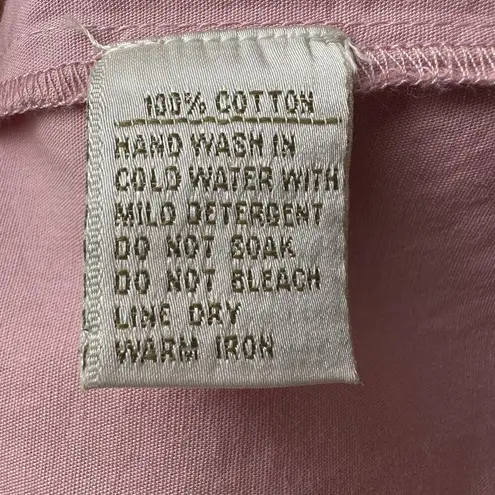 100% COTTON
HAND WASH IN
COLD WATER WITH
MILD DETERGENT
DO NOT SOAK
DO NOT BLEACH
LINE DRY
WARM IRON